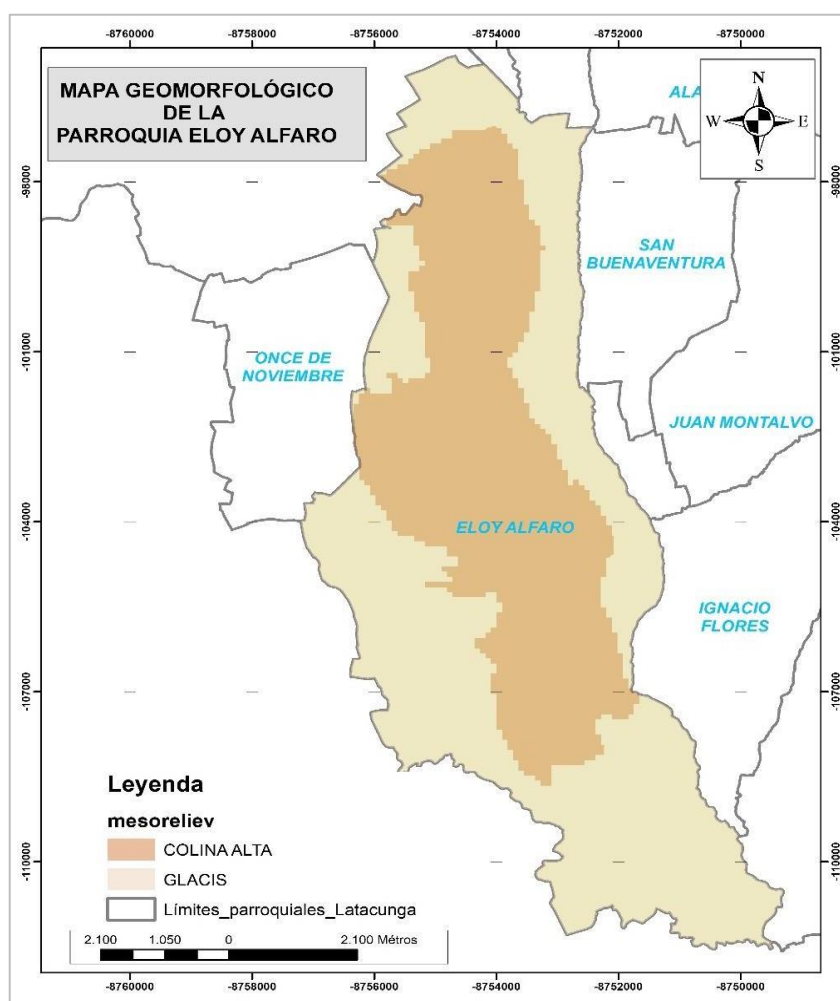 -8760000 -8758000 -8756000 -8754000 -8752000 -8750000
MAPA GEOMORFOLÓGICO
DE LA
PARROQUIA ELOY ALFARO
N
W E
S
-98000 -98000
SAN
BUENAVENTURA
-101000 -101000
ONCE DE
NOVIEMBRE
JUAN MONTALVO
-104000 -104000
ELOY ALFARO
IGNACIO
FLORES
-107000 -107000
Leyenda
mesoreliev
COLINA ALTA
GLACIS
-110000 -110000
Límites_parroquiales_Latacunga
2.100 1.050 0 2.100 Métros
-8760000 -8758000 -8756000 -8754000 -8752000 -8750000